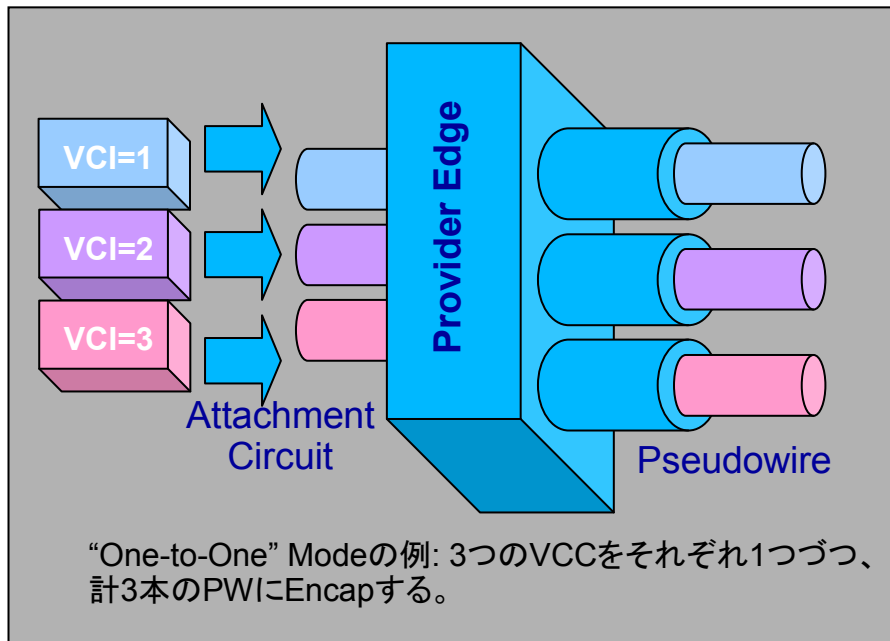 VCI=1
VCI=2
VCI=3
Attachment
Circuit
Provider Edge
Pseudowire
“One-to-One” Modeの例: 3つのVCCをそれぞれ1つづつ、
計3本のPWにEncapする。